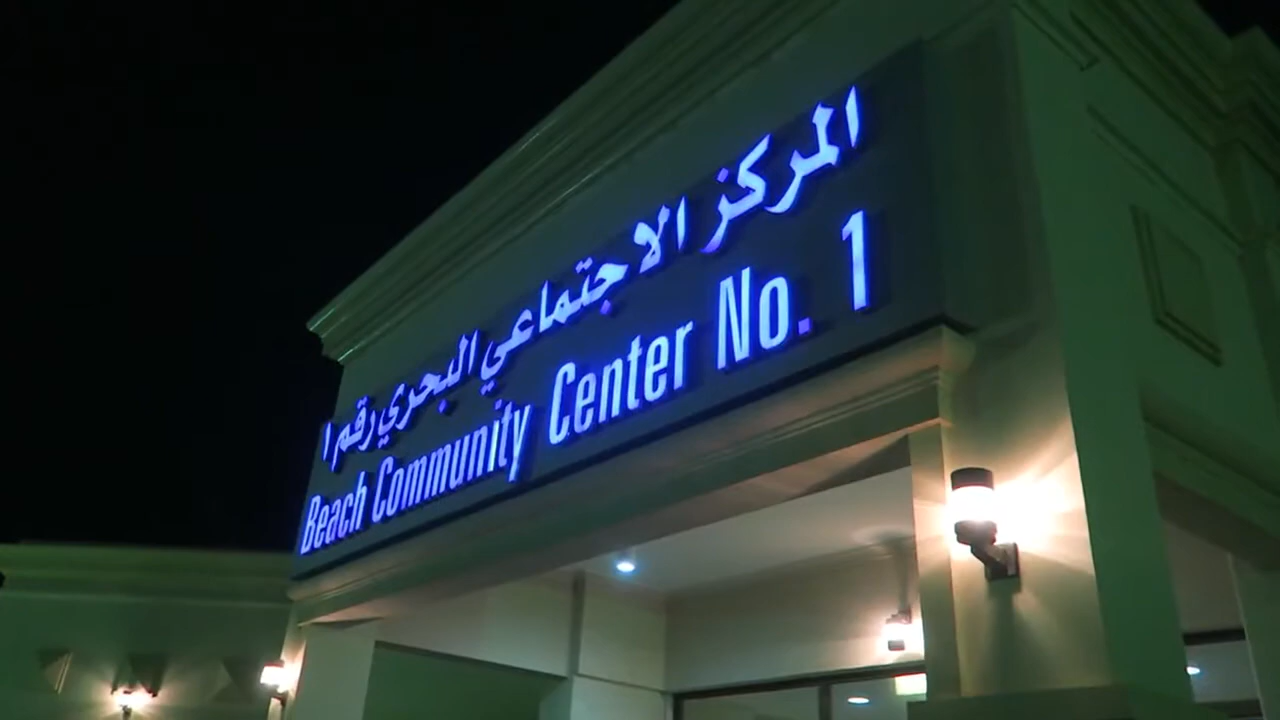 المركز الاجتماعي البحري رقم ١
Beach Community Center No. 1